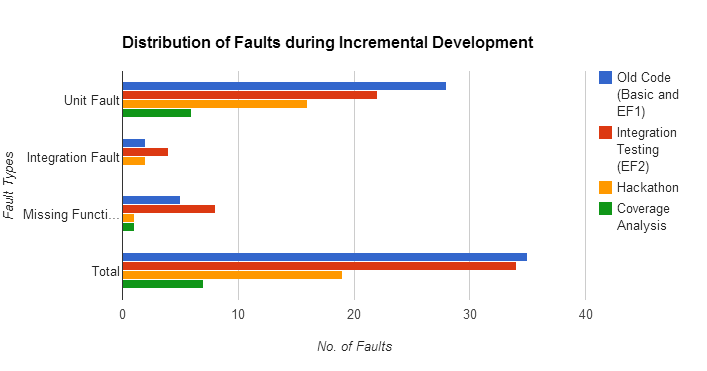 Distribution of Faults during Incremental Development
Unit Fault
Integration Fault
Missing Functi...
Total
Fault Types
0 10 20 30 40
No. of Faults
Old Code
(Basic and
EF1)
Integration
Testing
(EF2)
Hackathon
Coverage
Analysis